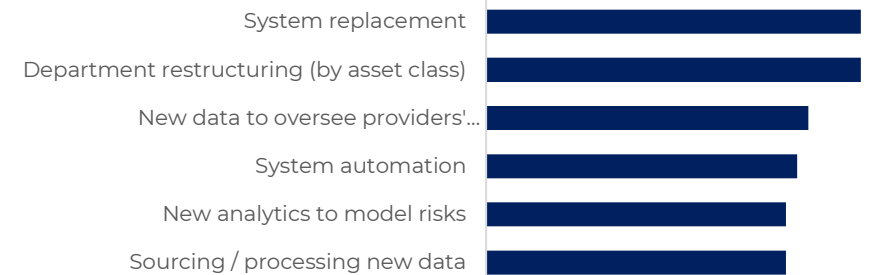 System replacement
Department restructuring (by asset class)
New data to oversee providers'...
System automation
New analytics to model risks
Sourcing / processing new data